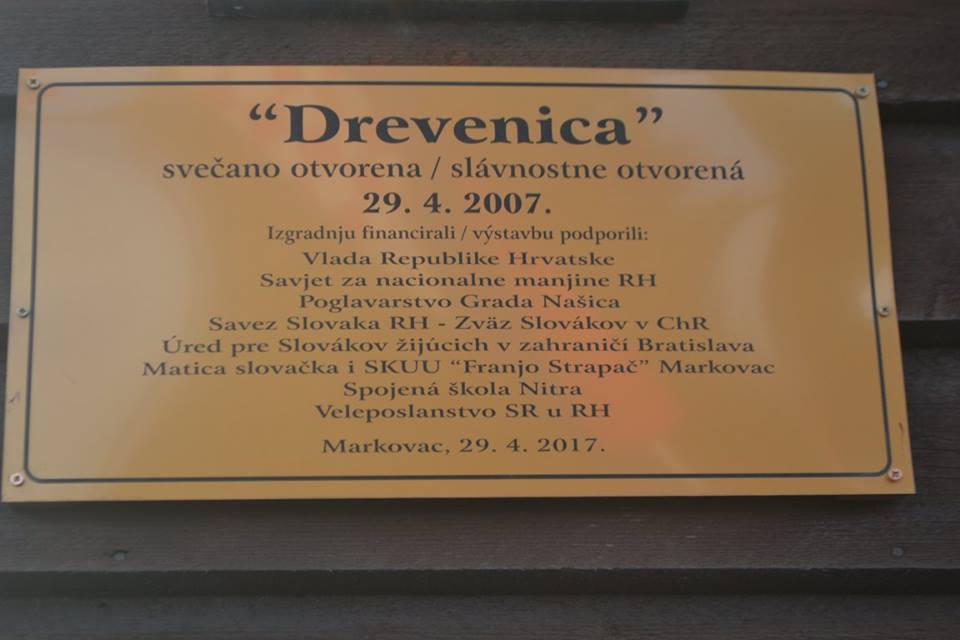 “Drevenica”
svečano otvorena / slávnostne otvorená
29. 4. 2007.
Izgradnju financirali / výstavbu podporili:
Vlada Republike Hrvatske
Savjet za nacionalne manjine RH
Poglavarstvo Grada Našica
Savez Slovaka RH - Zväz Slovákov v ChR
Úred pre Slovákov žijúcich v zahraničí Bratislava
Matica slovačka i SKUU “Franjo Strapač” Markovac
Spojená škola Nitra
Veleposlanstvo SR u RH
Markovac, 29. 4. 2017.